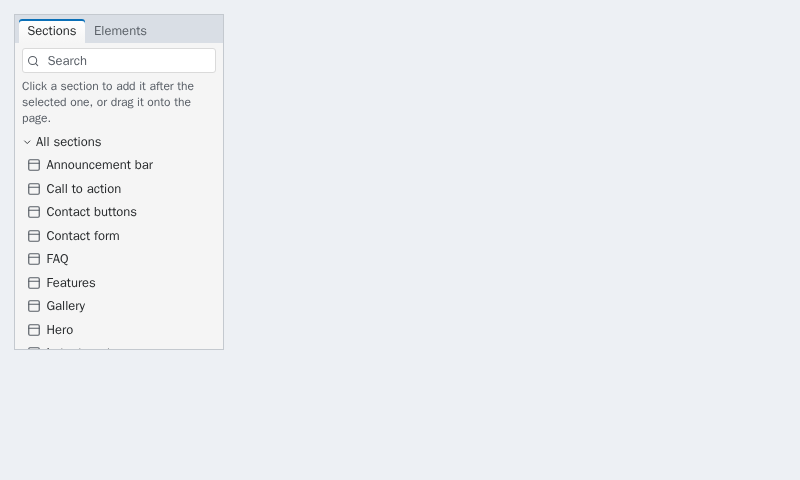 Sections Elements
Search
Click a section to add it after the
selected one, or drag it onto the
page.
All sections
Announcement bar
Call to action
Contact buttons
Contact form
FAQ
Features
Gallery
Hero